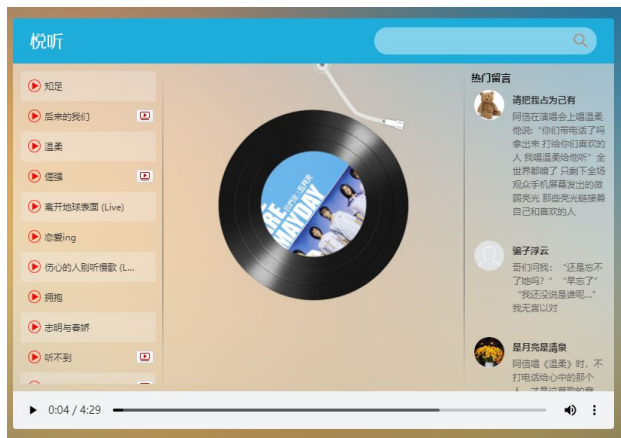 悦听
知足
后来的我们
温柔
倔强
离开地球表面 (Live)
恋爱ing
伤心的人别听慢歌 (L...
拥抱
志明与春娇
听不到
MAYDAY
热门留言
请把我占为己有
阿信在演唱会上唱温柔
他说:“你们带电话了吗
拿出来 打给你们喜欢的
人 我唱温柔给他听” 全
世界都暗了 只剩下全场
观众手机屏幕发出的微
弱亮光 那些亮光链接着
自己和喜欢的人
骗子浮云
哥们问我: “还是忘不
了她吗？” “早忘了”
“我还没说是谁呢...”
我无言以对
是月亮是清泉
阿信唱《温柔》时，不
打电话给心中的那个
0:04 / 4:29